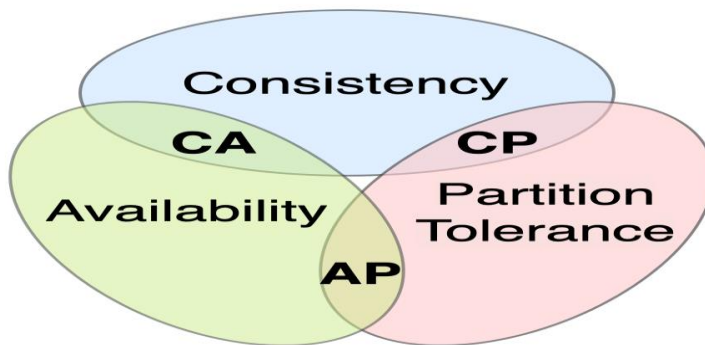 Consistency
CA
CP
Availability
Partition
Tolerance
AP